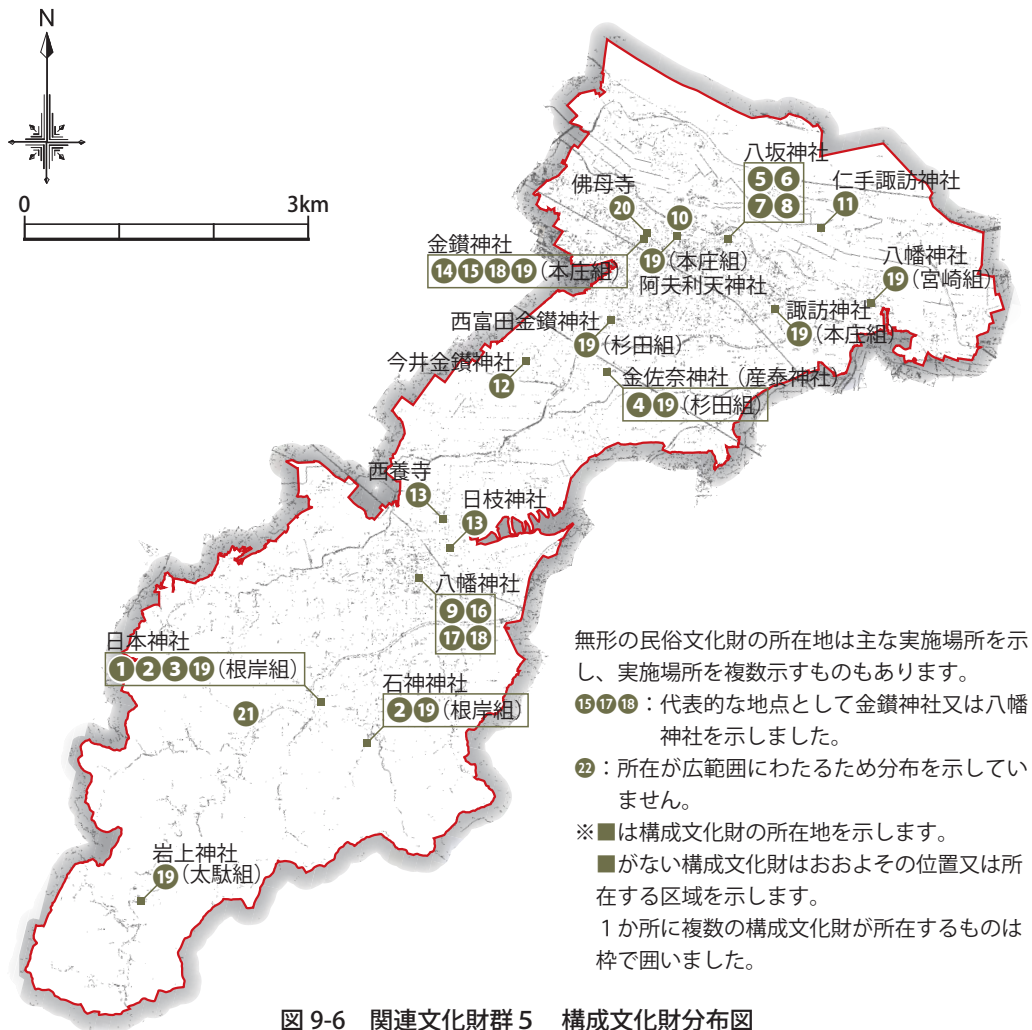 N
0 3km
八坂神社
❺❻
❼❽
仁手諏訪神社
⓫
佛母寺
⓴
❿
金鑚神社
⓮⓯⓲⓳(本庄組)
⓳(本庄組)
阿夫利天神社
八幡神社
⓳(宮崎組)
諏訪神社
⓳(本庄組)
西富田金鑚神社
⓳(杉田組)
今井金鑚神社
⓬
金佐奈神社(産泰神社)
❹⓳(杉田組)
西養寺
⓭
日枝神社
⓭
八幡神社
❾⓰
⓱⓲
日本神社
❶❷❸⓳(根岸組)
㉑
石神神社
❷⓳(根岸組)
岩上神社
⓳(太駄組)
無形の民俗文化財の所在地は主な実施場所を示
し、実施場所を複数示すものもあります。
⓯⓱⓲:代表的な地点として金鑚神社又は八幡
神社を示しました。
㉒:所在が広範囲にわたるため分布を示してい
ません。
※■は構成文化財の所在地を示します。
■がない構成文化財はおおよその位置又は所
在する区域を示します。
1か所に複数の構成文化財が所在するものは
枠で囲いました。
図 9-6 関連文化財群5 構成文化財分布図